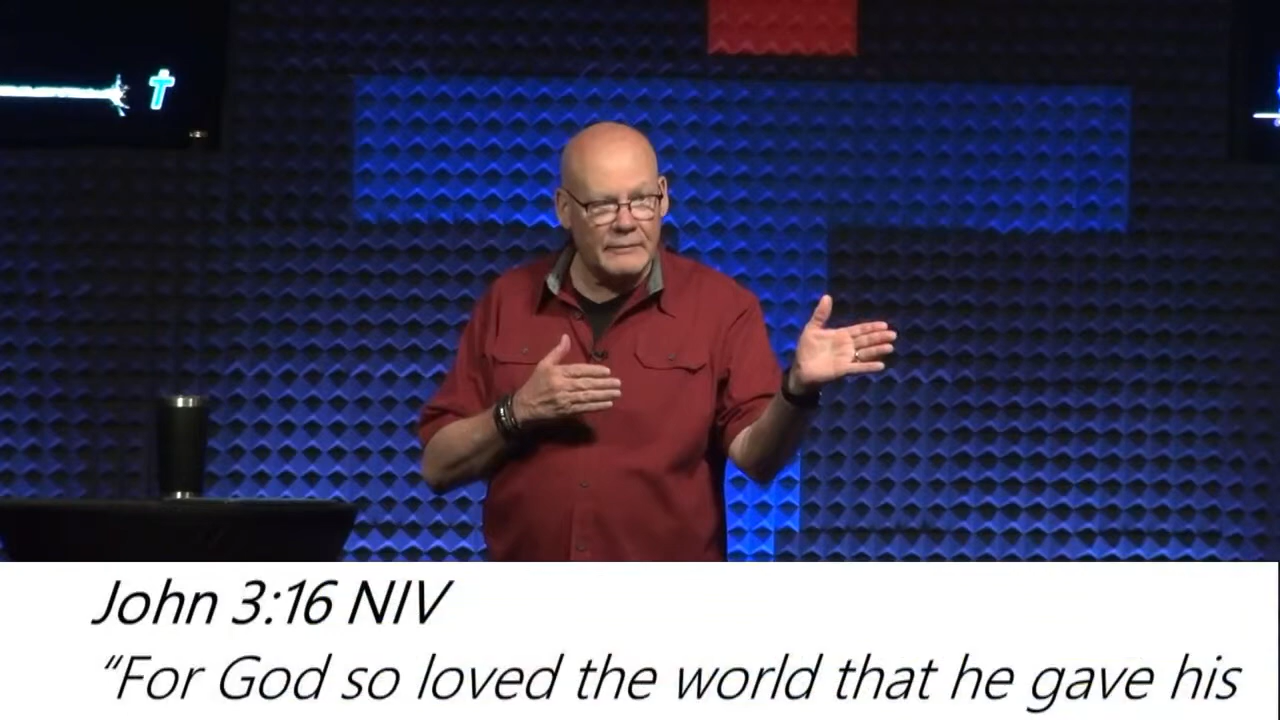 John 3:16 NIV
“For God so loved the world that he gave his